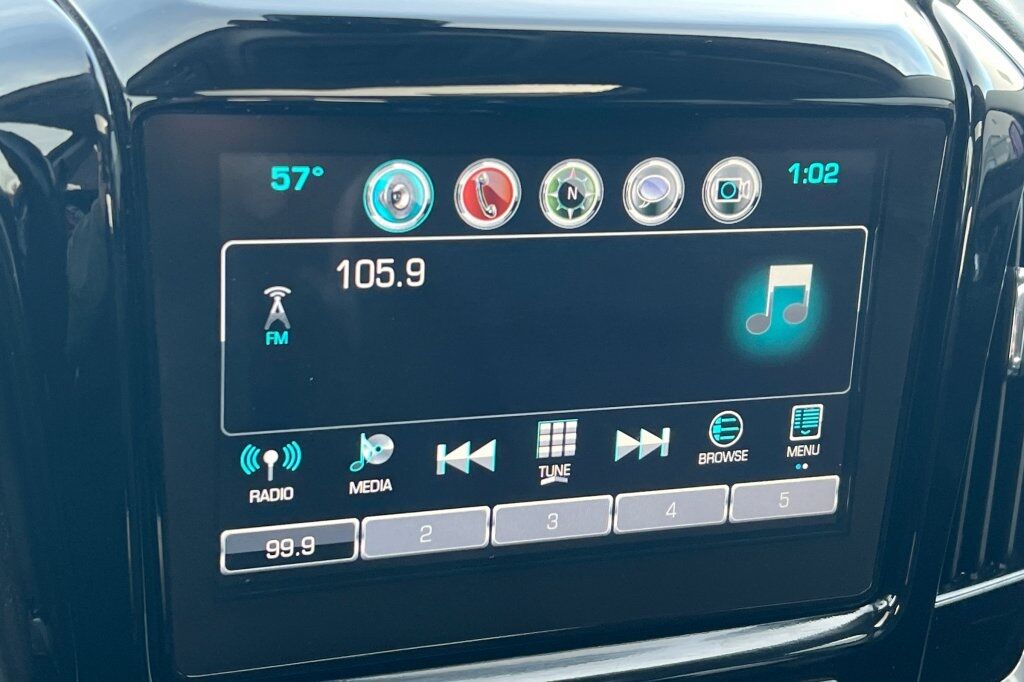 57° N 1:02
105.9
FM
RADIO MEDIA TUNE BROWSE MENU
99.9 2 3 4 5